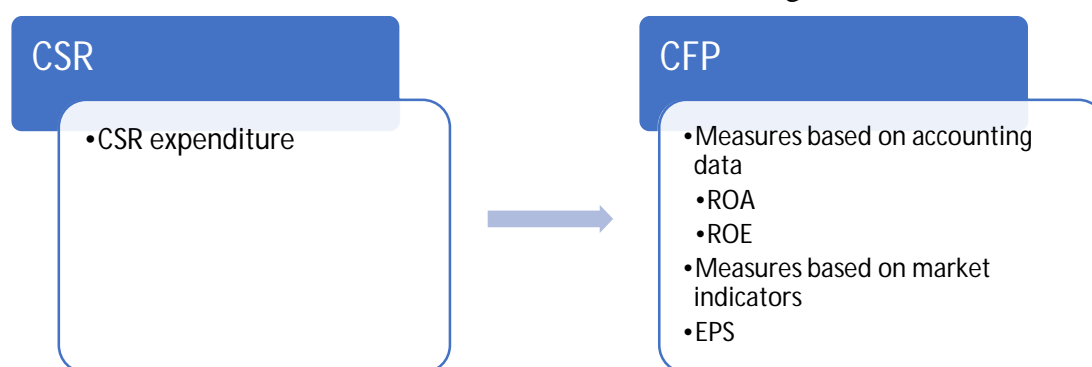 CSR
•CSR expenditure
CFP
•Measures based on accounting
data
•ROA
•ROE
•Measures based on market
indicators
•EPS